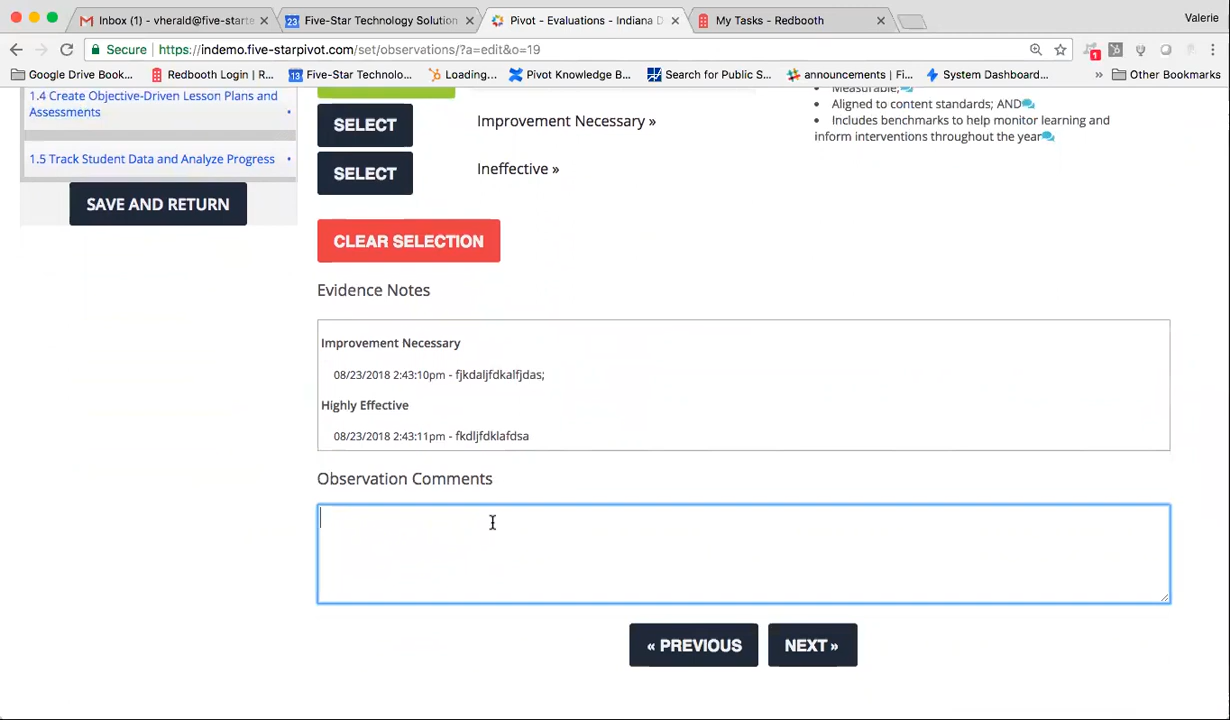 Inbox (1) - vherald@five-starte
23 Five-Star Technology Solution
Pivot - Evaluations - Indiana D
My Tasks - Redbooth
Valerie
Secure https://indemo.five-starpivot.com/set/observations/?a=edit&o=19
1
Google Drive Book...
Redbooth Login | R...
13 Five-Star Technolo...
Loading...
Pivot Knowledge B...
Search for Public S...
announcements | Fi...
System Dashboard...
» Other Bookmarks
1.4 Create Objective-Driven Lesson Plans and
Assessments
1.5 Track Student Data and Analyze Progress
SAVE AND RETURN
SELECT
Improvement Necessary »
SELECT
Ineffective »
• Measurable;
• Aligned to content standards; AND
• Includes benchmarks to help monitor learning and
inform interventions throughout the year
CLEAR SELECTION
Evidence Notes
Improvement Necessary
08/23/2018 2:43:10pm - fjkdaljfdkalfjdas;
Highly Effective
08/23/2018 2:43:11pm - fkdljfdklafdsa
Observation Comments
« PREVIOUS
NEXT »